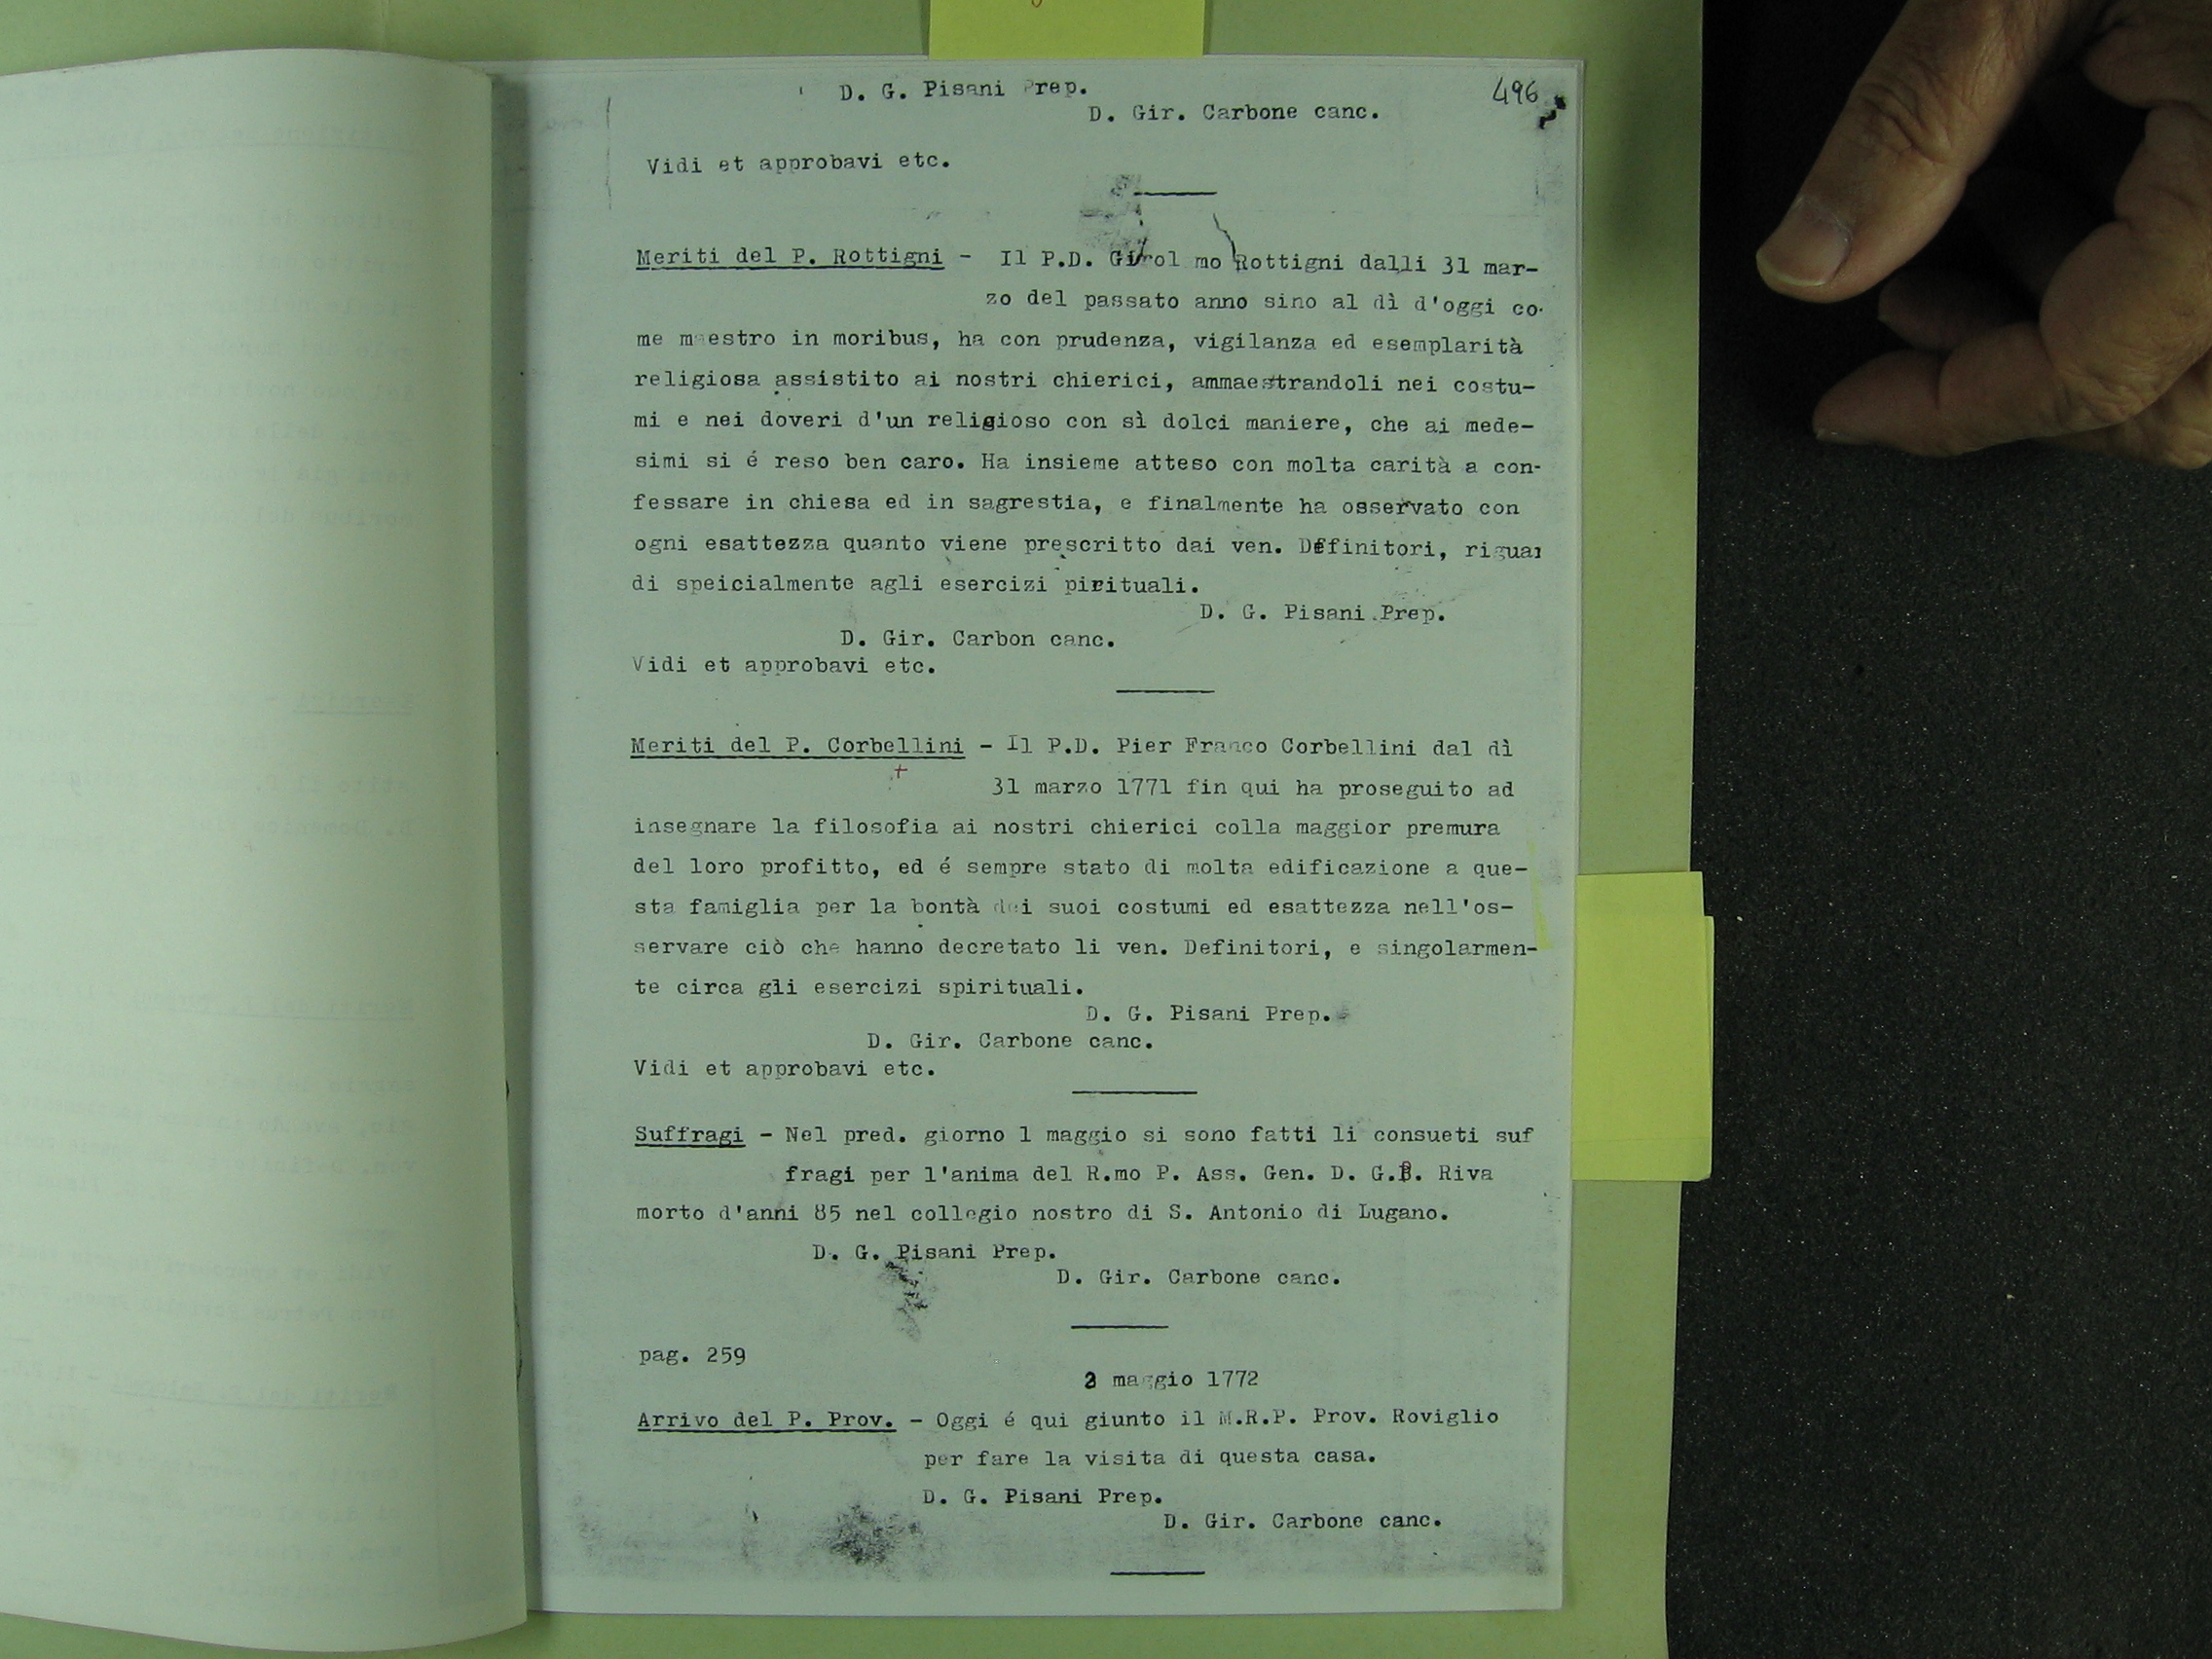 496
D. G. Pisani Prep.
D. Gir. Carbone canc.
Vidi et approbavi etc.
Meriti del P. Rottigni - Il P.D. Girol mo Rottigni dalli 31 mar-
zo del passato anno sino al dì d'oggi co-
me maestro in moribus, ha con prudenza, vigilanza ed esemplarità
religiosa assistito ai nostri chierici, ammaestrandoli nei costu-
mi e nei doveri d'un religioso con sì dolci maniere, che ai mede-
simi si é reso ben caro. Ha insieme atteso con molta carità a con-
fessare in chiesa ed in sagrestia, e finalmente ha osservato con
ogni esattezza quanto viene prescritto dai ven. Definitori, riguar
di speicialmente agli esercizi pirituali.
D. G. Pisani Prep.
D. Gir. Carbon canc.
Vidi et approbavi etc.
Meriti del P. Corbellini - Il P.D. Pier Franco Corbellini dal dì
31 marzo 1771 fin qui ha proseguito ad
insegnare la filosofia ai nostri chierici colla maggior premura
del loro profitto, ed é sempre stato di molta edificazione a que-
sta famiglia per la bontà dei suoi costumi ed esattezza nell'os-
servare ciò che hanno decretato li ven. Definitori, e singolarmen-
te circa gli esercizi spirituali.
D. G. Pisani Prep.
D. Gir. Carbone canc.
Vidi et approbavi etc.
Suffragi - Nel pred. giorno 1 maggio si sono fatti li consueti suf
fragi per l'anima del R.mo P. Ass. Gen. D. G.B. Riva
morto d'anni 85 nel collegio nostro di S. Antonio di Lugano.
D. G. Pisani Prep.
D. Gir. Carbone canc.
pag. 259
maggio 1772
Arrivo del P. Prov. - Oggi é qui giunto il M.R.P. Prov. Roviglio
per fare la visita di questa casa.
D. G. Pisani Prep.
D. Gir. Carbone canc.